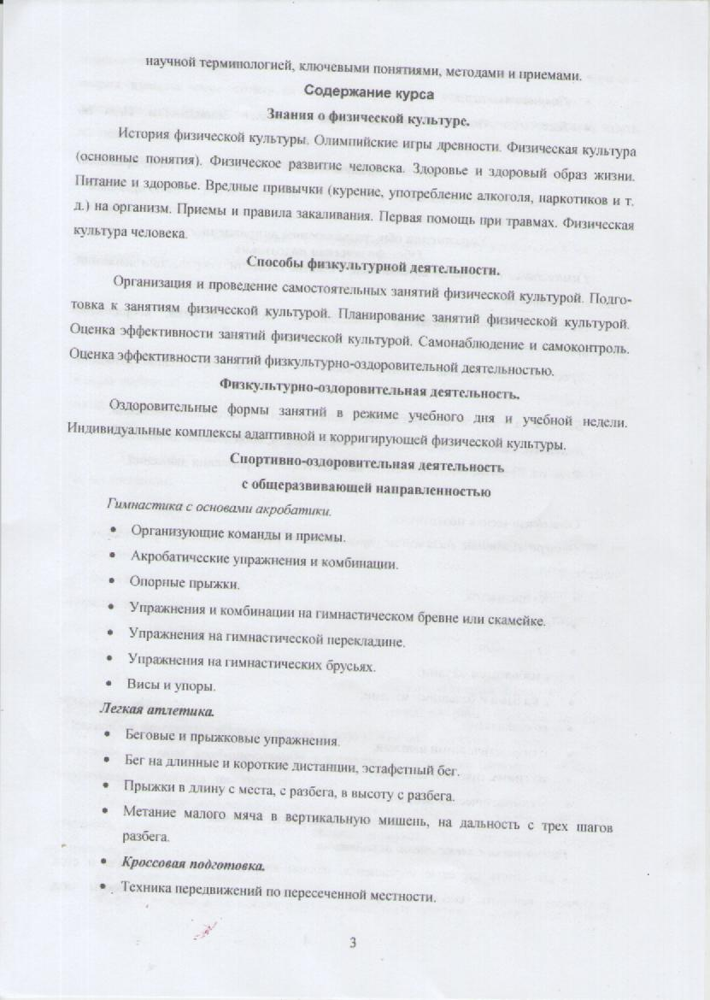 научной терминологией, ключевыми понятиями, методами и приемами.
Содержание курса
Знания о физической культуре.
История физической культуры. Олимпийские игры древности. Физическая культура
(основные понятия). Физическое развитие человека. Здоровье и здоровый образ жизни.
Питание и здоровье. Вредные привычки (курение, употребление алкоголя, наркотиков и т.
д.) на организм. Приемы и правила закаливания. Первая помощь при травмах. Физическая
культура человека.
Способы физкультурной деятельности.
Организация и проведение самостоятельных занятий физической культурой. Подго-
товка к занятиям физической культурой. Планирование занятий физической культурой.
Оценка эффективности занятий физической культурой. Самонаблюдение и самоконтроль.
Оценка эффективности занятий физкультурно-оздоровительной деятельностью.
Физкультурно-оздоровительная деятельность.
Оздоровительные формы занятий в режиме учебного дня и учебной недели.
Индивидуальные комплексы адаптивной и корригирующей физической культуры.
Спортивно-оздоровительная деятельность
с общеразвивающей направленностью
Гимнастика с основами акробатики.
• Организующие команды и приемы.
• Акробатические упражнения и комбинации.
• Опорные прыжки.
• Упражнения и комбинации на гимнастическом бревне или скамейке.
• Упражнения на гимнастической перекладине.
• Упражнения на гимнастических брусьях.
• Висы и упоры.
Легкая атлетика.
• Беговые и прыжковые упражнения.
• Бег на длинные и короткие дистанции, эстафетный бег.
• Прыжки в длину с места, с разбега, в высоту с разбега.
• Метание малого мяча в вертикальную мишень, на дальность с трех шагов
разбега.
• Кроссовая подготовка.
• Техника передвижений по пересеченной местности.
3